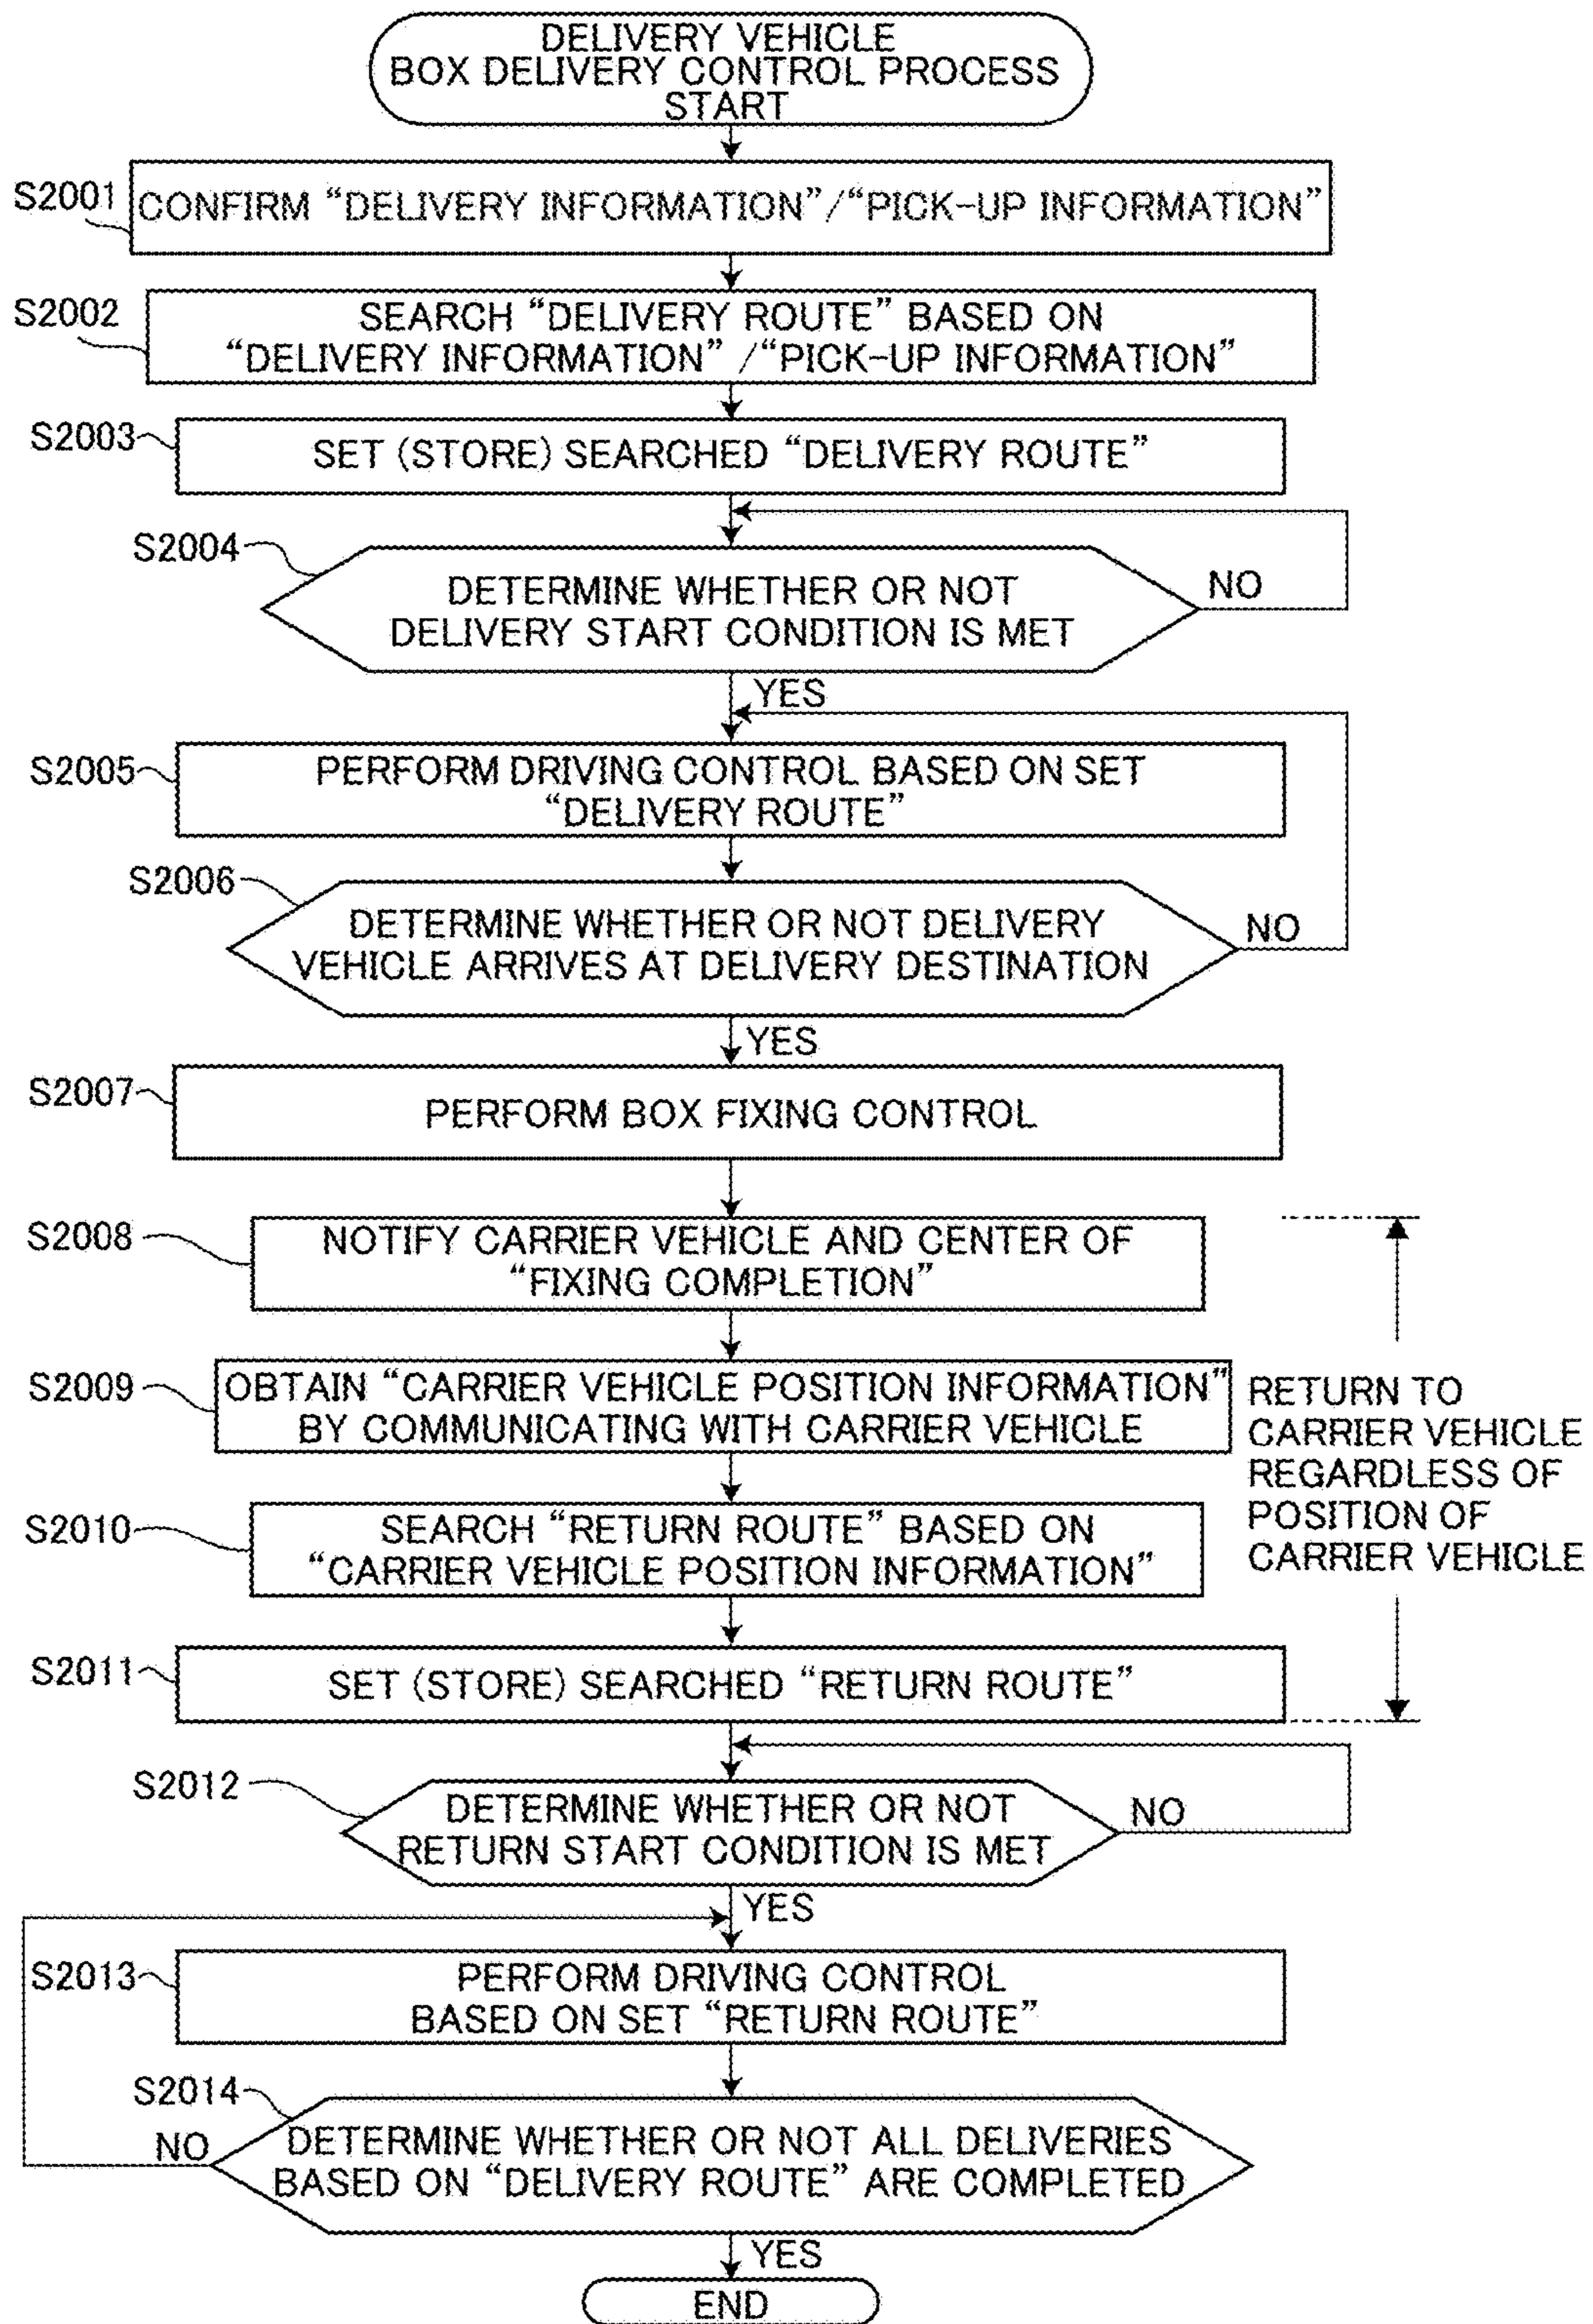 DELIVERY VEHICLE
BOX DELIVERY CONTROL PROCESS
START
S2001
CONFIRM “DELIVERY INFORMATION”/“PICK-UP INFORMATION”
S2002
SEARCH “DELIVERY ROUTE” BASED ON
“DELIVERY INFORMATION” /“PICK-UP INFORMATION”
S2003
SET (STORE) SEARCHED “DELIVERY ROUTE”
S2004
DETERMINE WHETHER OR NOT
DELIVERY START CONDITION IS MET
NO
YES
S2005
PERFORM DRIVING CONTROL BASED ON SET
“DELIVERY ROUTE”
S2006
DETERMINE WHETHER OR NOT DELIVERY
VEHICLE ARRIVES AT DELIVERY DESTINATION
NO
YES
S2007
PERFORM BOX FIXING CONTROL
S2008
NOTIFY CARRIER VEHICLE AND CENTER OF
“FIXING COMPLETION”
S2009
OBTAIN “CARRIER VEHICLE POSITION INFORMATION”
BY COMMUNICATING WITH CARRIER VEHICLE
RETURN TO
CARRIER VEHICLE
REGARDLESS OF
POSITION OF
CARRIER VEHICLE
S2010
SEARCH “RETURN ROUTE” BASED ON
“CARRIER VEHICLE POSITION INFORMATION”
S2011
SET (STORE) SEARCHED “RETURN ROUTE”
S2012
DETERMINE WHETHER OR NOT
RETURN START CONDITION IS MET
NO
YES
S2013
PERFORM DRIVING CONTROL
BASED ON SET “RETURN ROUTE”
S2014
DETERMINE WHETHER OR NOT ALL DELIVERIES
BASED ON “DELIVERY ROUTE” ARE COMPLETED
NO
YES
END